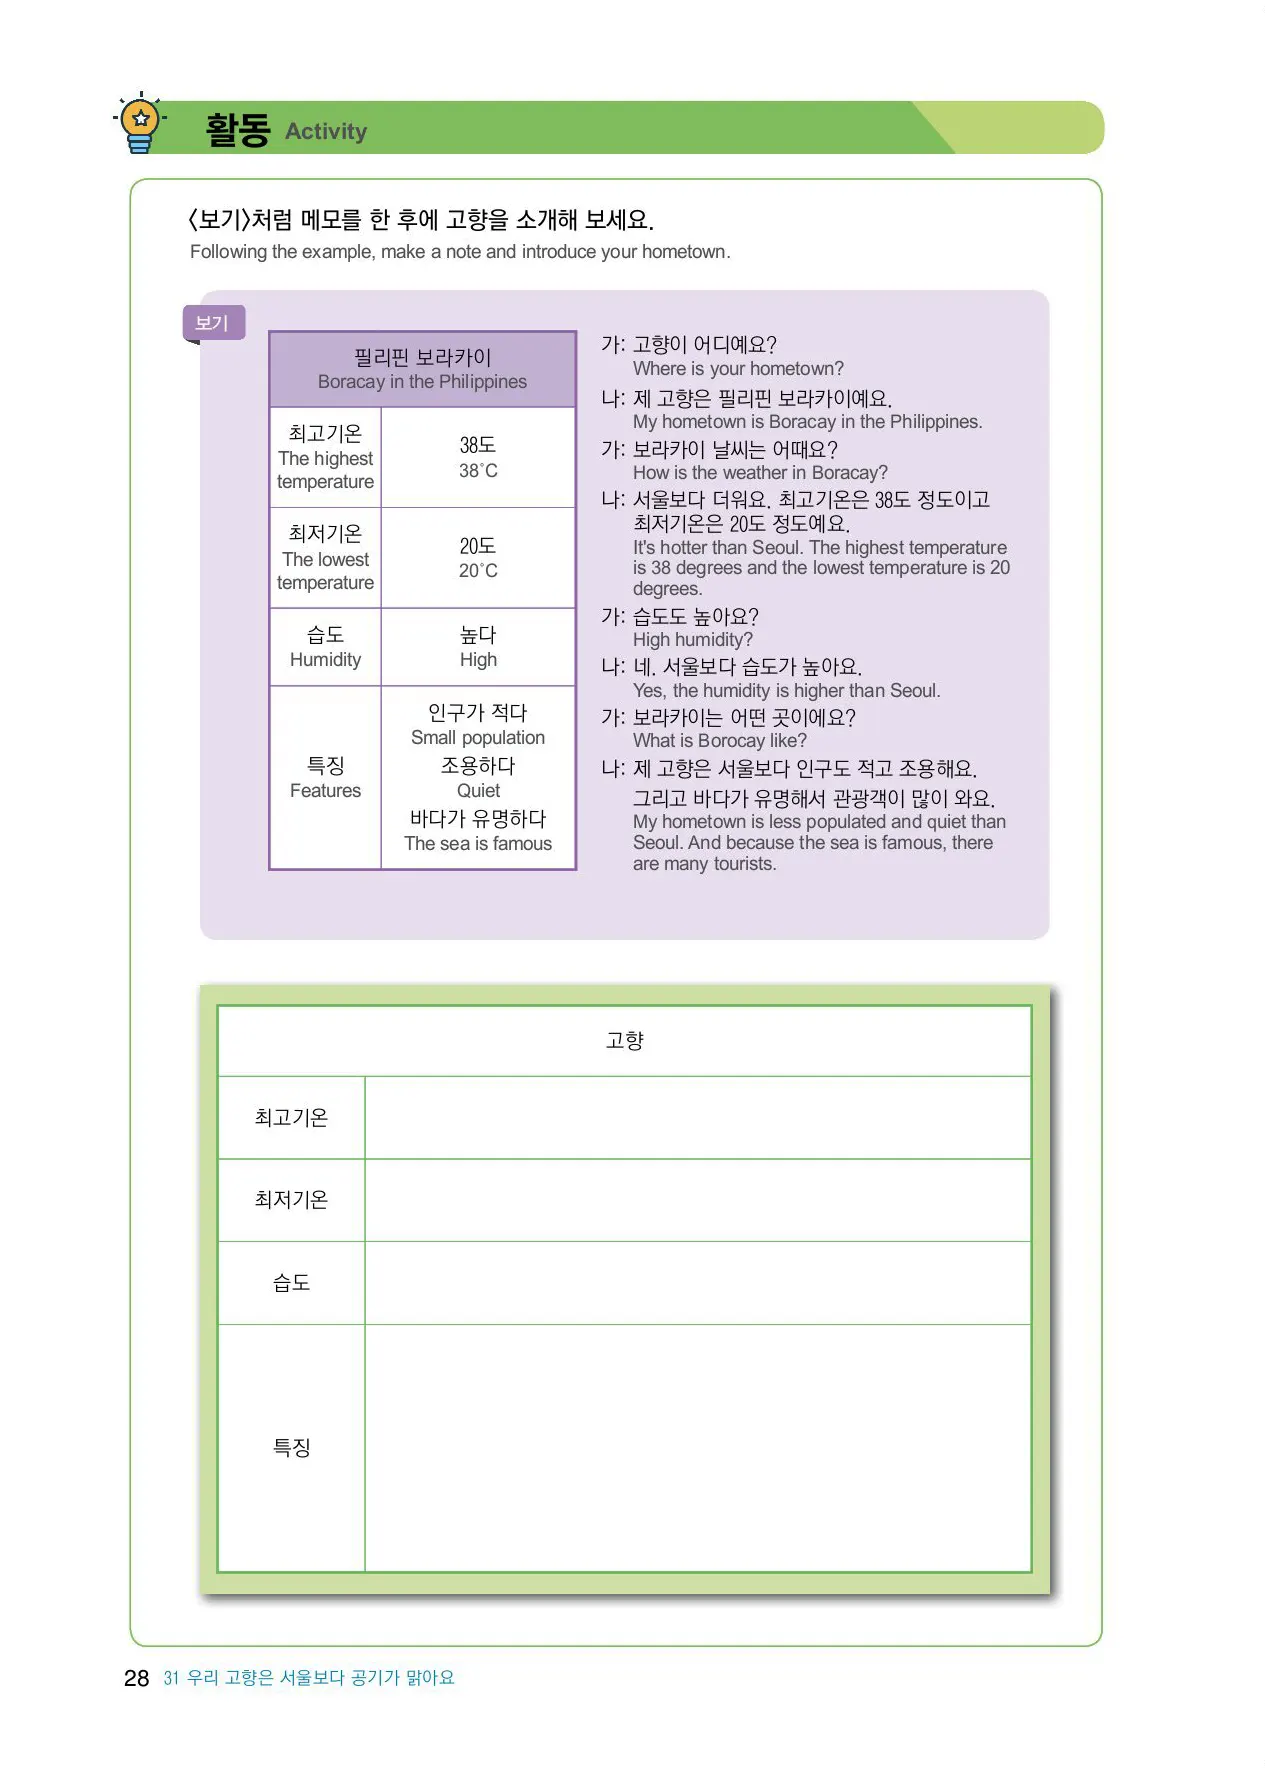 활동 Activity
〈보기〉처럼 메모를 한 후에 고향을 소개해 보세요.
Following the example, make a note and introduce your hometown.
보기
필리핀 보라카이
Boracay in the Philippines
최고기온
The highest
temperature
38도
38˚C
최저기온
The lowest
temperature
20도
20˚C
습도
Humidity
높다
High
특징
Features
인구가 적다
Small population
조용하다
Quiet
바다가 유명하다
The sea is famous
가: 고향이 어디예요?
Where is your hometown?
나: 제 고향은 필리핀 보라카이예요.
My hometown is Boracay in the Philippines.
가: 보라카이 날씨는 어때요?
How is the weather in Boracay?
나: 서울보다 더워요. 최고기온은 38도 정도이고
최저기온은 20도 정도예요.
It's hotter than Seoul. The highest temperature
is 38 degrees and the lowest temperature is 20
degrees.
가: 습도도 높아요?
High humidity?
나: 네. 서울보다 습도가 높아요.
Yes, the humidity is higher than Seoul.
가: 보라카이는 어떤 곳이에요?
What is Borocay like?
나: 제 고향은 서울보다 인구도 적고 조용해요.
그리고 바다가 유명해서 관광객이 많이 와요.
My hometown is less populated and quiet than
Seoul. And because the sea is famous, there
are many tourists.
고향
최고기온
최저기온
습도
특징
28 31 우리 고향은 서울보다 공기가 맑아요